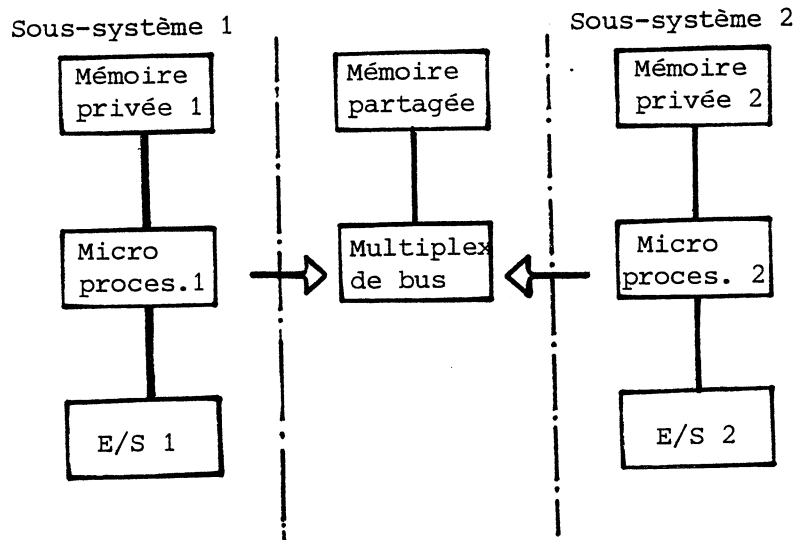 Sous-système 1
Sous-système 2
Mémoire
privée 1
Mémoire
partagée
Mémoire
privée 2
Micro
proces.1
Multiplex
de bus
Micro
proces. 2
E/S 1
E/S 2